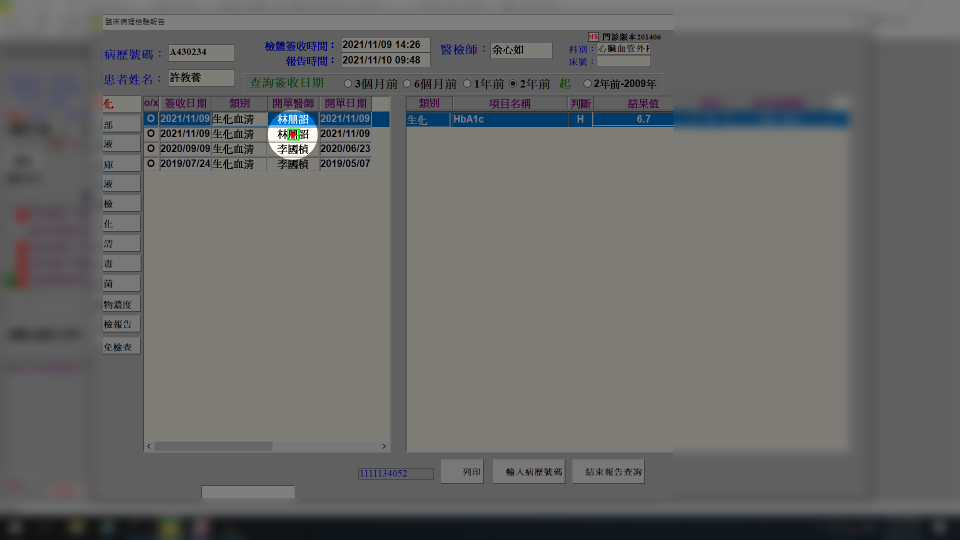 臨床病理檢驗報告
病歷號碼： A430234 檢體簽收時間： 2021/11/09 14:26 醫檢師： 余心如 HS 門診版本201406
報告時間： 2021/11/10 09:48 科別： 心臟血管外科
床號：
患者姓名： 許教養 查詢簽收日期 3個月前 6個月前 1年前 2年前 起 2年前-2009年
化 o/x 簽收日期 類別 開單醫師 開單日期 類別 項目名稱 判斷 結果值
O 2021/11/09 生化血清 2021/11/09 生化 HbA1c H 6.7
部 O 2021/11/09 生化血清 2021/11/09
液 O 2020/09/09 生化血清 李國楨 2020/06/23
庫 O 2019/07/24 生化血清 李國楨 2019/05/07
液
檢
化
清
毒
菌
物濃度
檢報告
免檢查
1111134052 列印 輸入病歷號碼 結束報告查詢